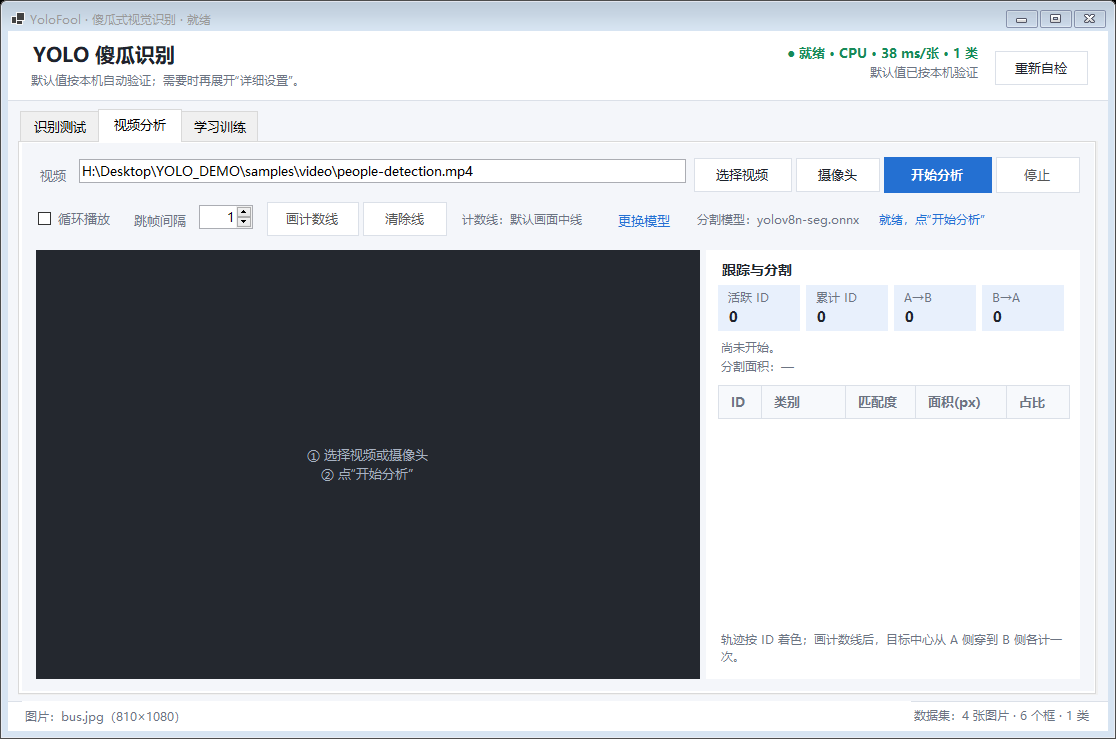 YoloFool · 傻瓜式视觉识别 · 就绪
YOLO 傻瓜识别
默认值按本机自动验证；需要时再展开“详细设置”。
● 就绪 • CPU • 38 ms/张 • 1 类
默认值已按本机验证
重新自检
识别测试 视频分析 学习训练
视频 H:\Desktop\YOLO_DEMO\samples\video\people-detection.mp4 选择视频 摄像头 开始分析 停止
循环播放 跳帧间隔 1 画计数线 清除线 计数线：默认画面中线 更换模型 分割模型：yolov8n-seg.onnx 就绪，点“开始分析”
① 选择视频或摄像头
② 点“开始分析”
跟踪与分割
活跃 ID 累计 ID A→B B→A
0 0 0 0
尚未开始。
分割面积：—
ID 类别 匹配度 面积(px) 占比
轨迹按 ID 着色；画计数线后，目标中心从 A 侧穿到 B 侧各计一
次。
图片：bus.jpg（810×1080） 数据集：4 张图片 · 6 个框 · 1 类